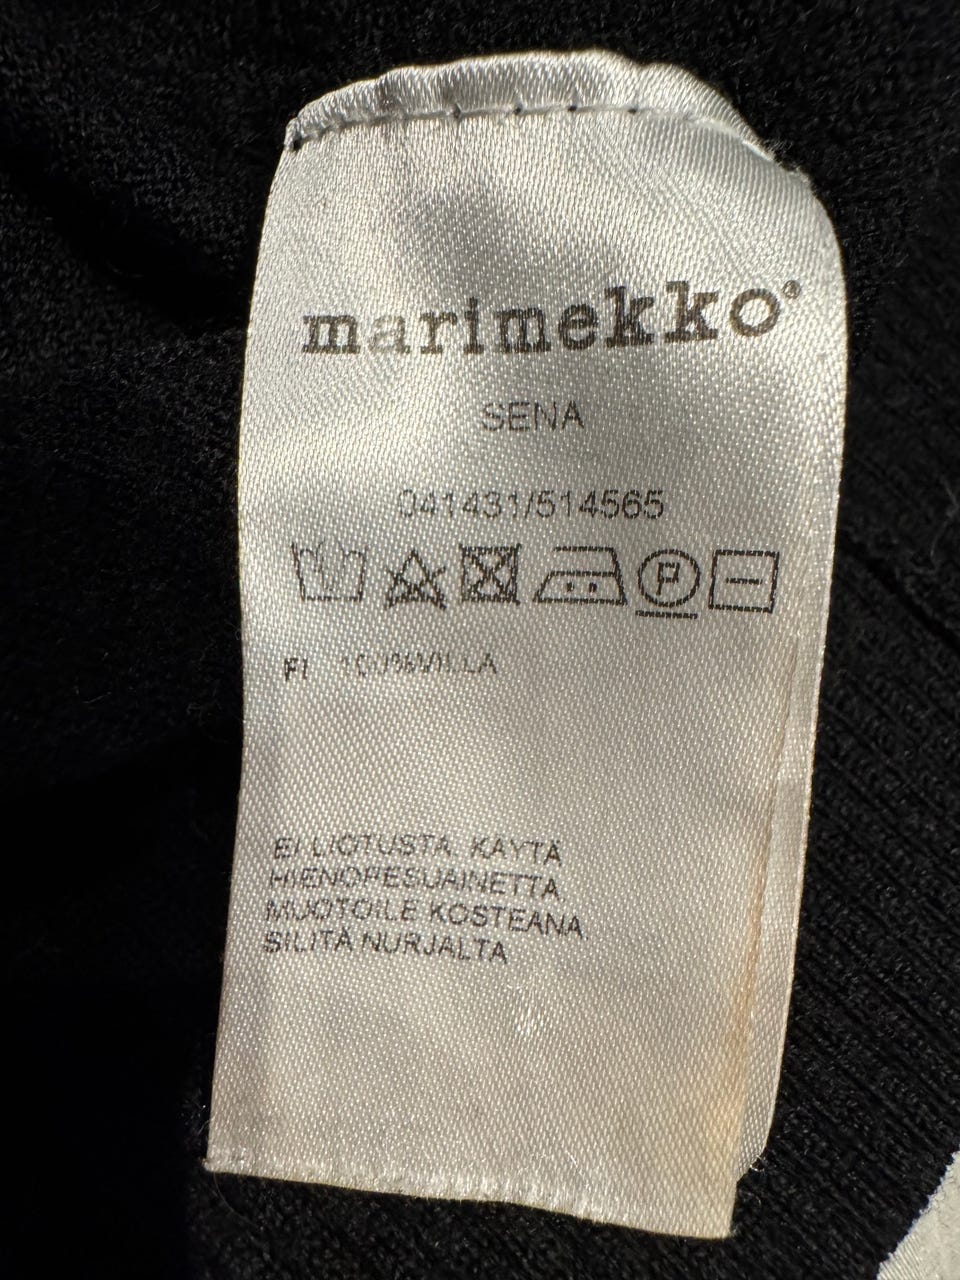 marimekko®
SENA
041431/514565
P
FI 100%VILLA
EI LIOTUSTA. KÄYTÄ
HIENOPESUAINETTA.
MUOTOILE KOSTEANA.
SILITÄ NURJALTA